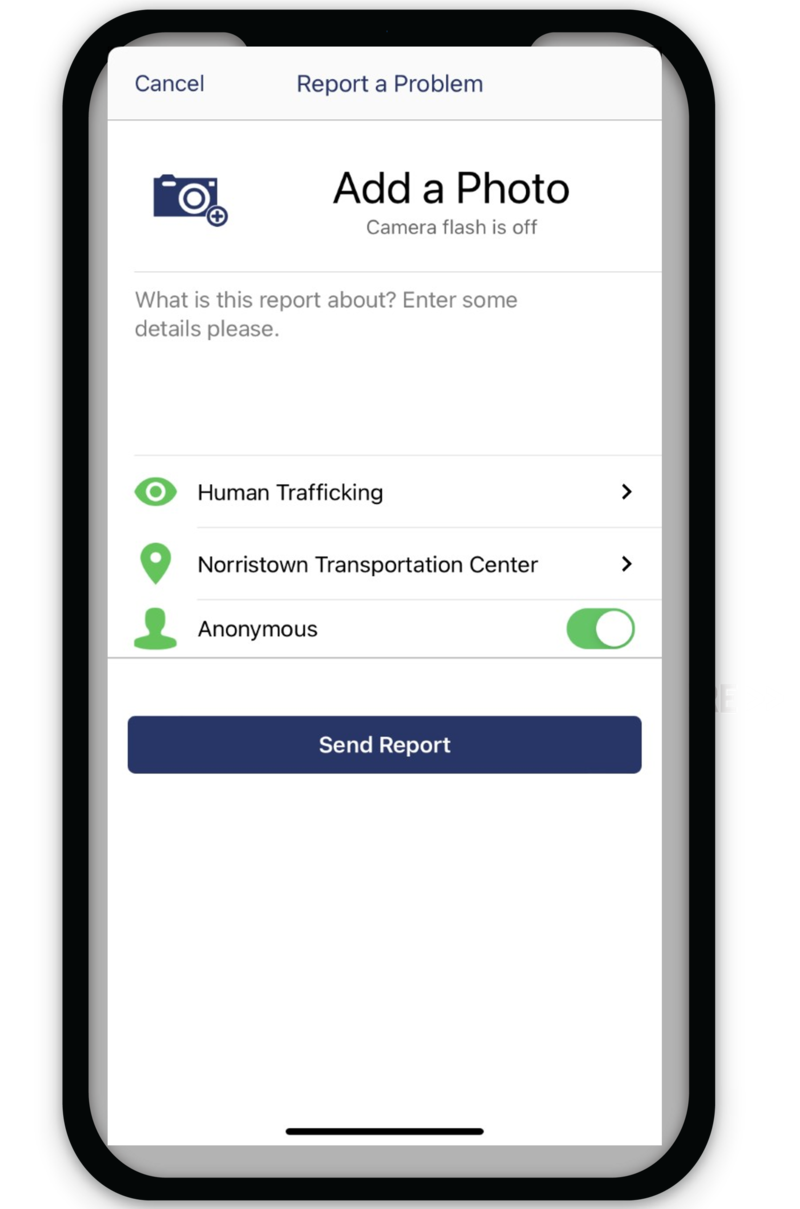 Cancel
Report a Problem
Add a Photo
Camera flash is off
What is this report about? Enter some
details please.
Human Trafficking
Norristown Transportation Center
Anonymous
Send Report